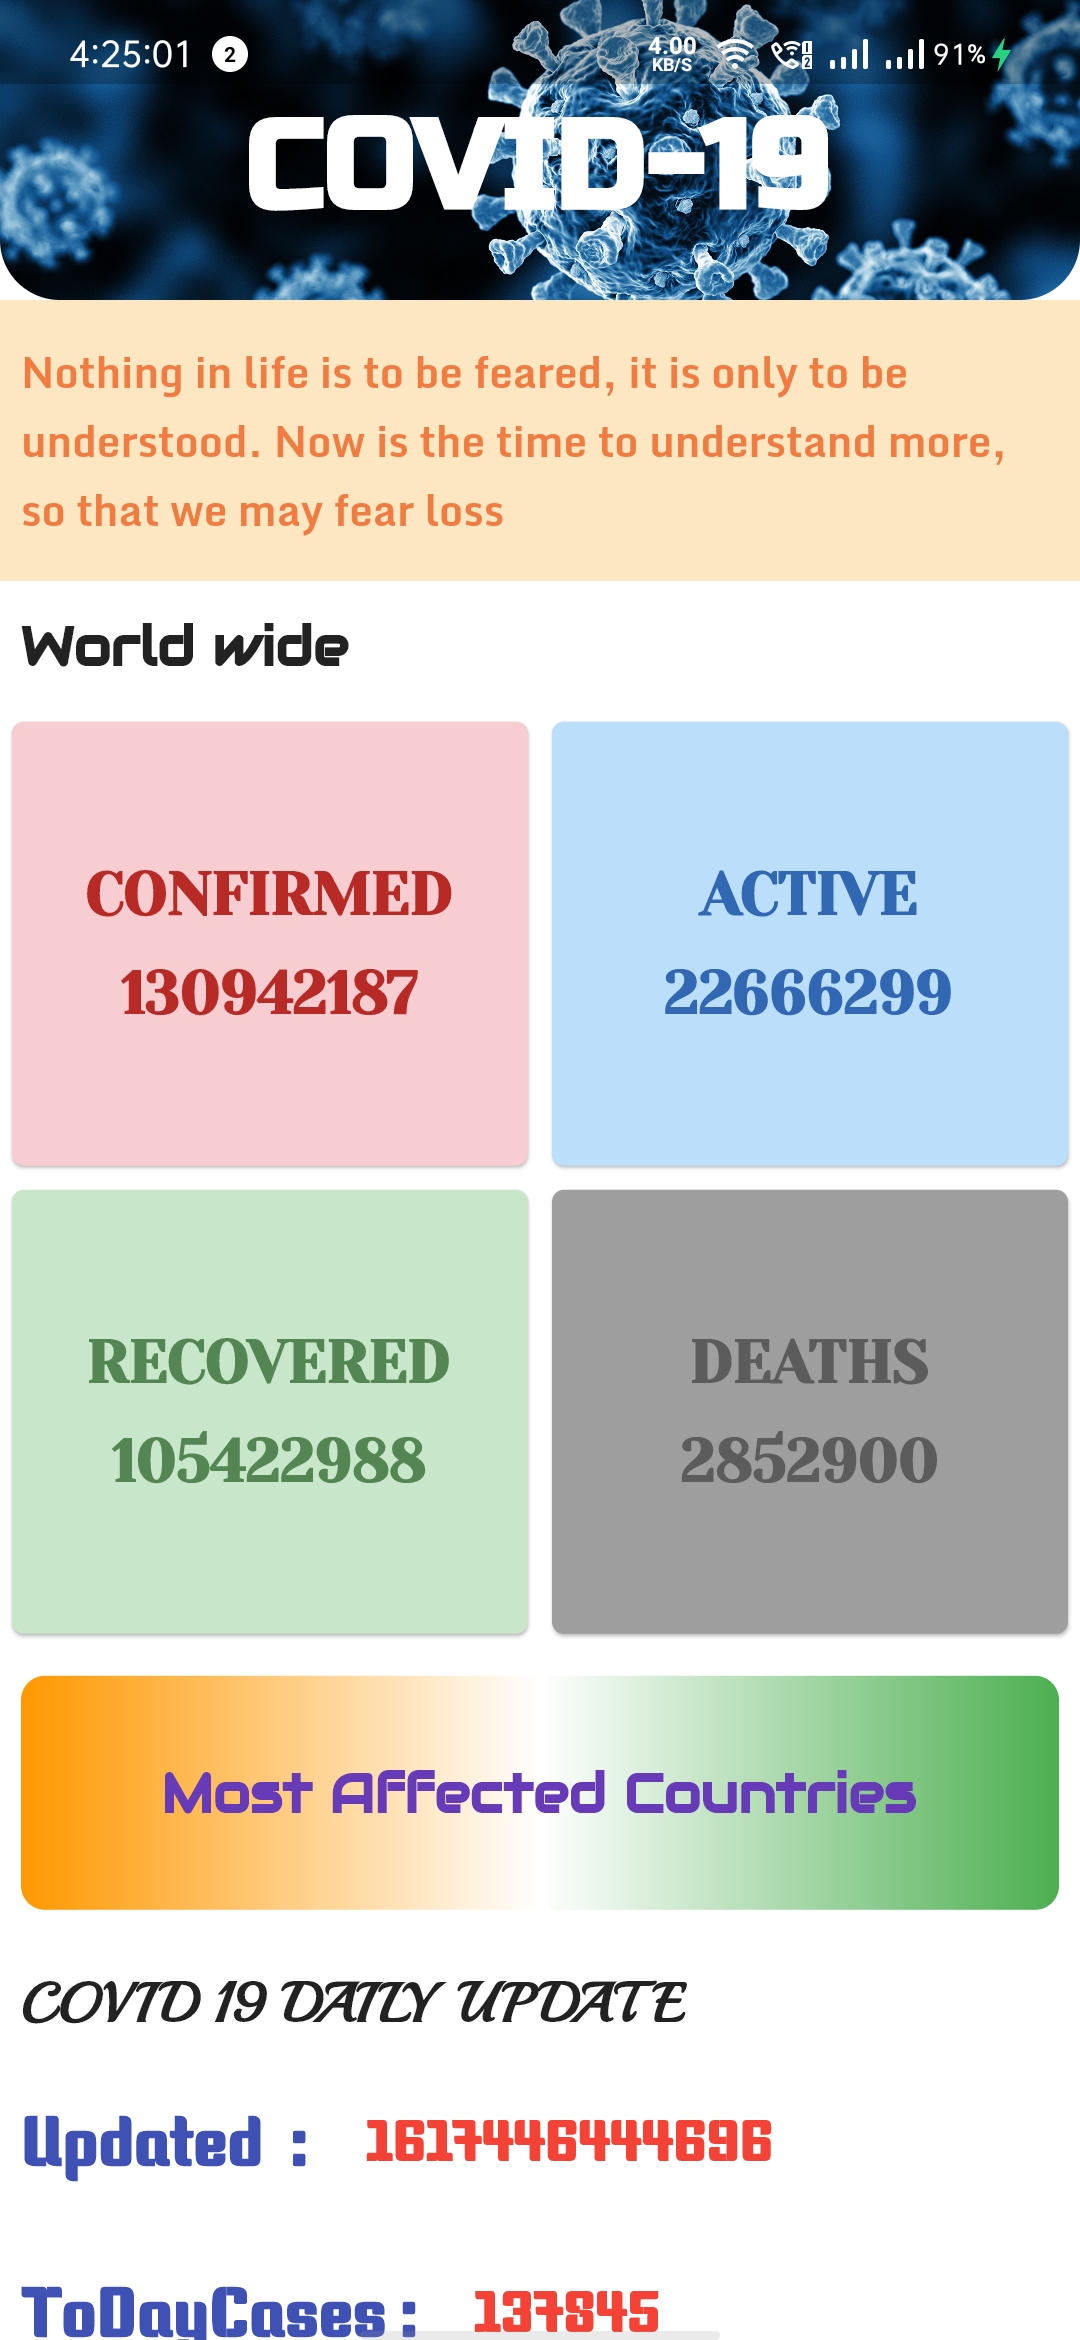 4:25:01 2 4.00 KB/S 91%
COVID-19
Nothing in life is to be feared, it is only to be
understood. Now is the time to understand more,
so that we may fear loss
World wide
CONFIRMED
130942187
ACTIVE
22666299
RECOVERED
105422988
DEATHS
2852900
Most Affected Countries
COVID 19 DAILY UPDATE
Updated : 1617446444696
ToDayCases : 137845